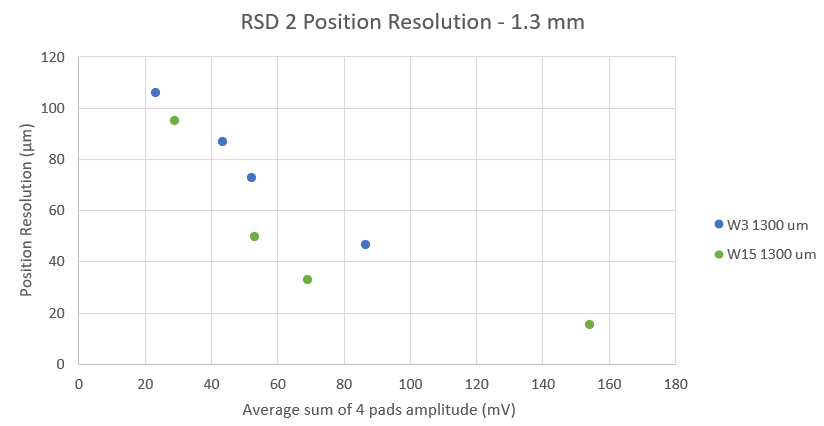 RSD 2 Position Resolution - 1.3 mm
120
100
80
60
40
20
0
Position Resolution (µm)
0 20 40 60 80 100 120 140 160 180
Average sum of 4 pads amplitude (mV)
W3 1300 um
W15 1300 um